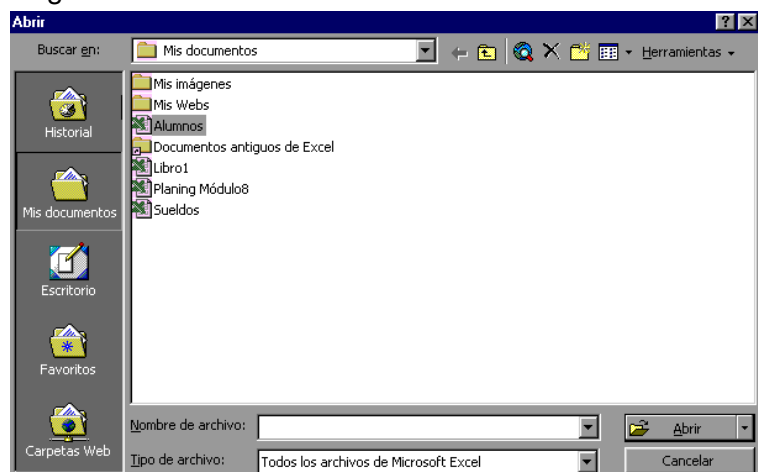 Abrir
Buscar en:
Mis documentos
Herramientas
Historial
Mis documentos
Escritorio
Favoritos
Carpetas Web
Mis imágenes
Mis Webs
Alumnos
Documentos antiguos de Excel
Libro1
Planing Módulo8
Sueldos
Nombre de archivo:
Abrir
Tipo de archivo:
Todos los archivos de Microsoft Excel
Cancelar